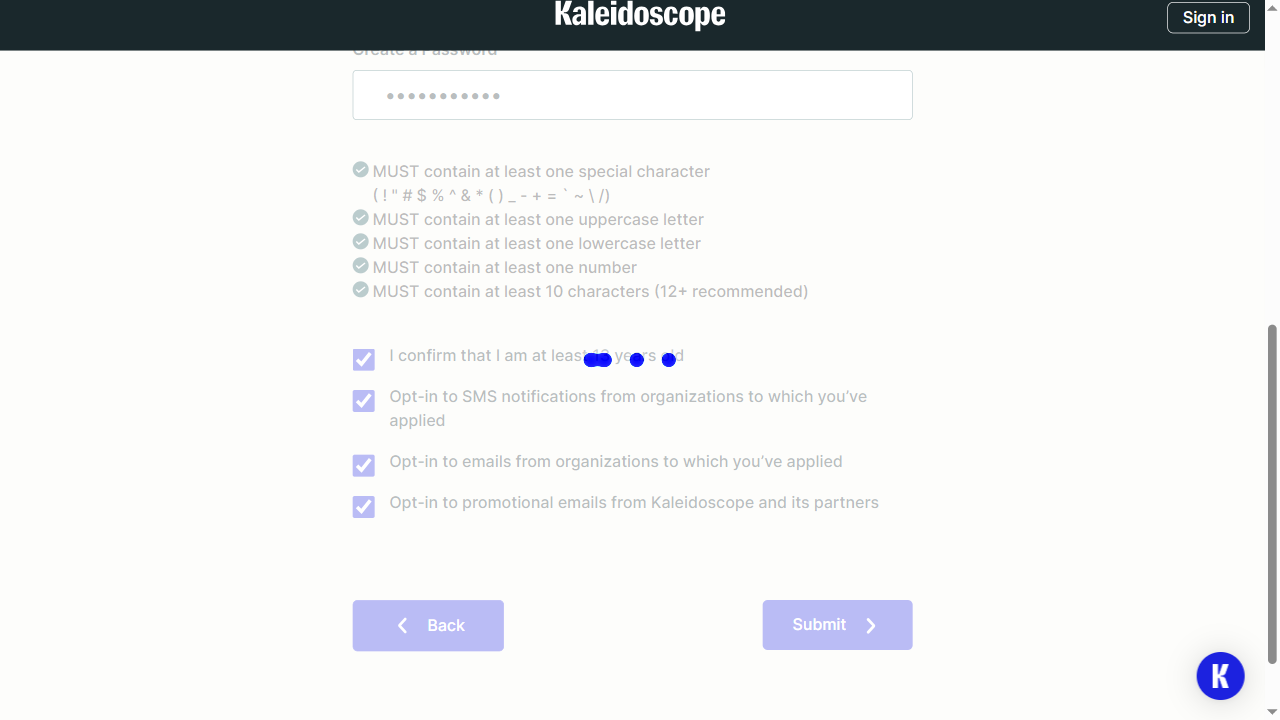 Kaleidoscope
Sign in
Create a Password
MUST contain at least one special character
( ! " # $ % ^ & * ( ) _ - + = ` ~ \ /)
MUST contain at least one uppercase letter
MUST contain at least one lowercase letter
MUST contain at least one number
MUST contain at least 10 characters (12+ recommended)
I confirm that I am at least years old
Opt-in to SMS notifications from organizations to which you’ve
applied
Opt-in to emails from organizations to which you’ve applied
Opt-in to promotional emails from Kaleidoscope and its partners
Back
Submit
K